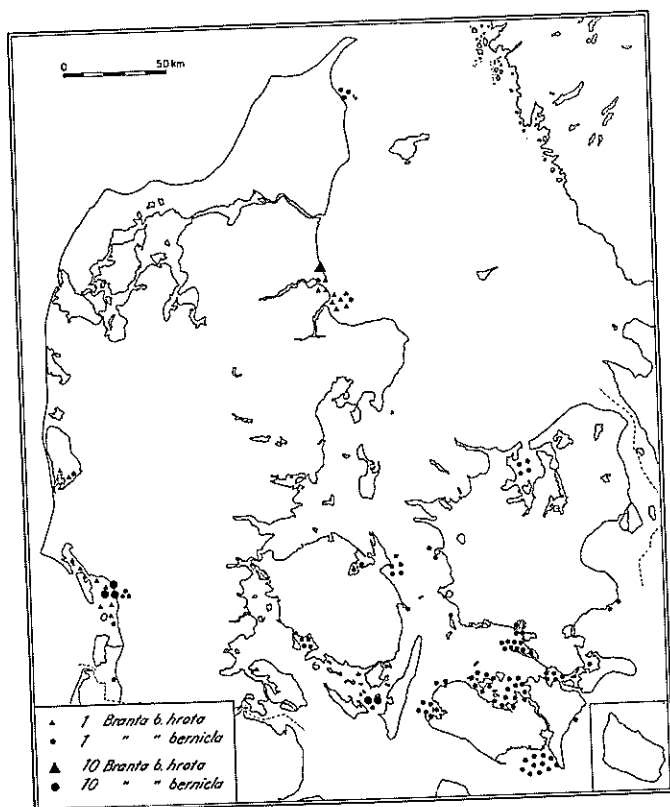 0 50 km
1 Branta b. hrota
1 " " bernicla
10 Branta b. hrota
10 " " bernicla